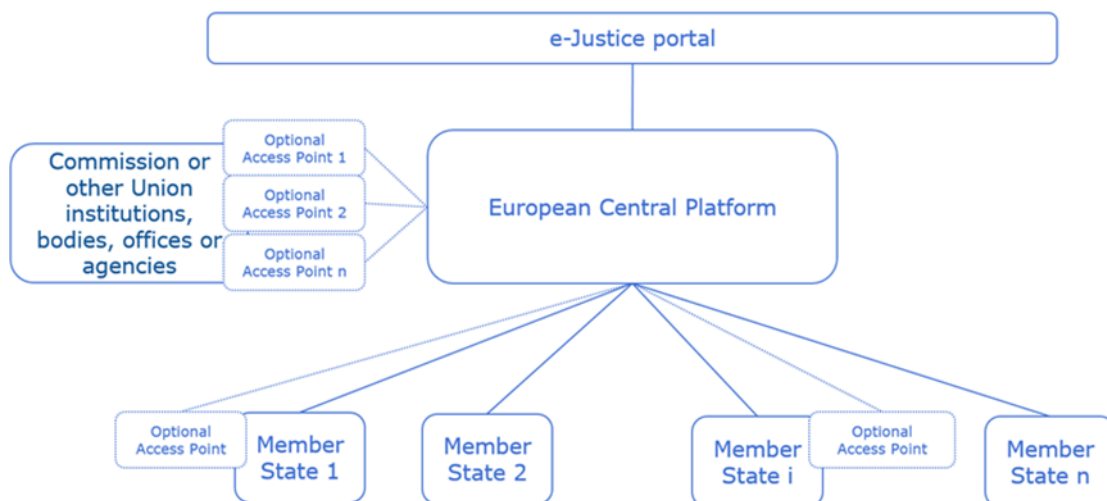 e-Justice portal
Optional
Access Point 1
Commission or
other Union
institutions,
bodies, offices or
agencies
Optional
Access Point 2
Optional
Access Point n
European Central Platform
Optional
Access Point
Member
State 1
Member
State 2
Member
State i
Optional
Access Point
Member
State n